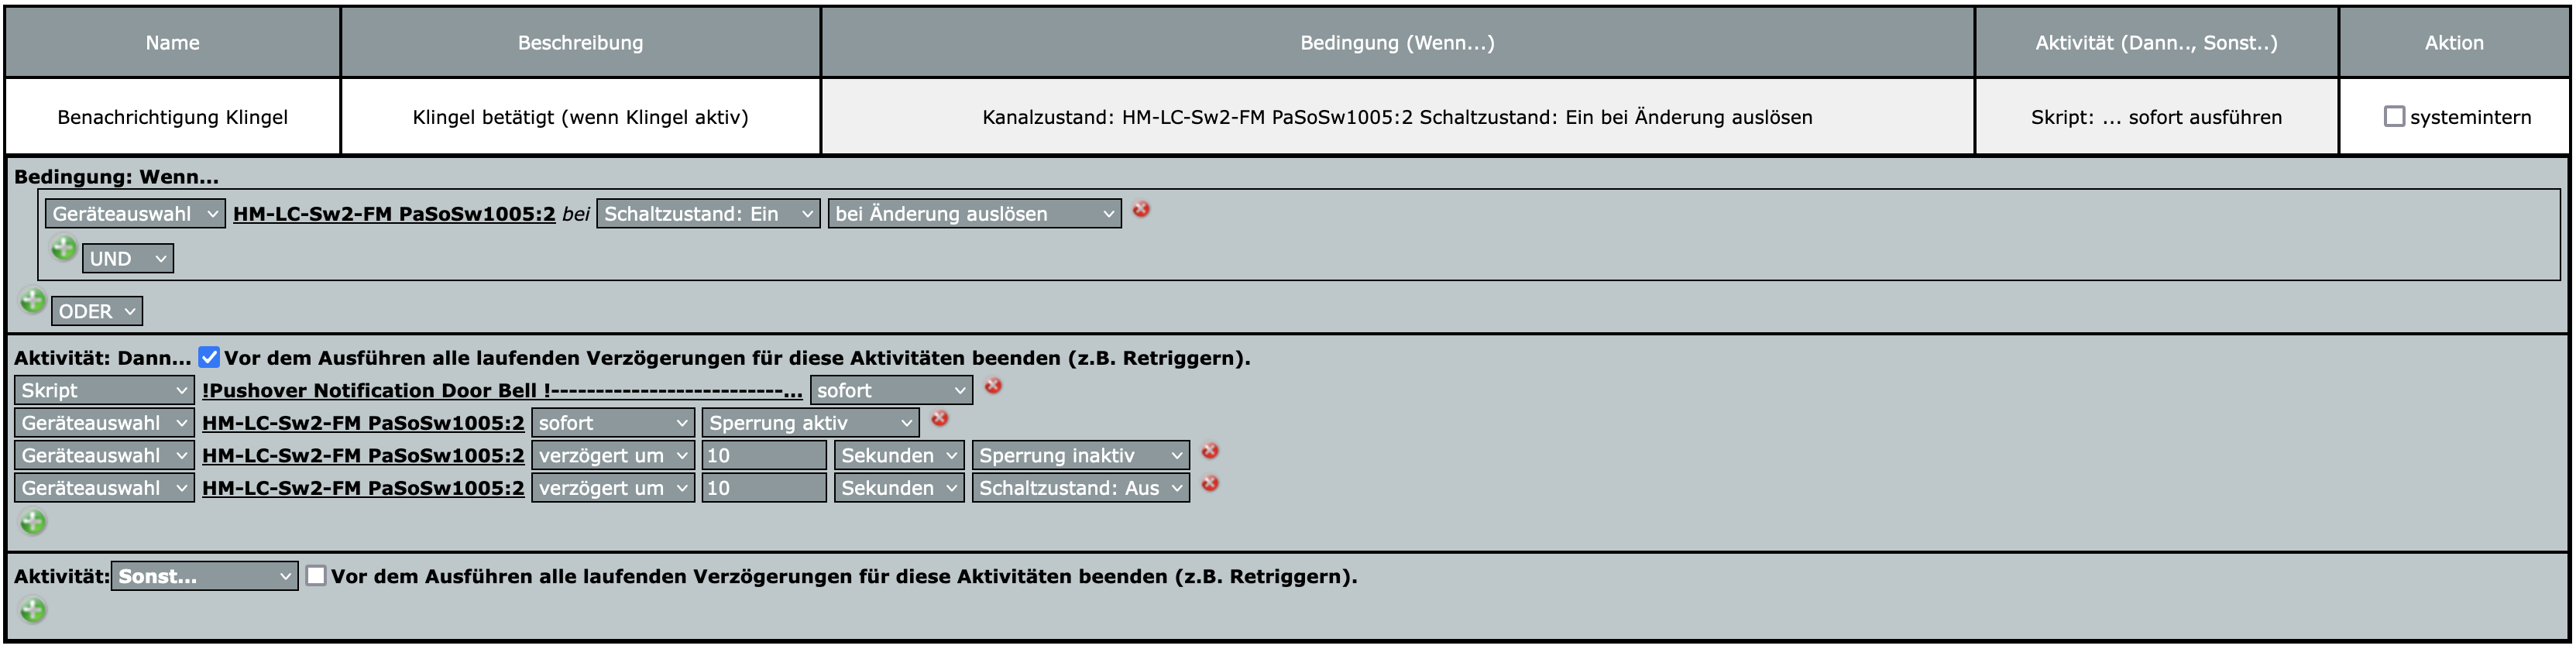 Name Beschreibung Bedingung (Wenn...) Aktivität (Dann.., Sonst..) Aktion
Benachrichtigung Klingel Klingel betätigt (wenn Klingel aktiv) Kanalzustand: HM-LC-Sw2-FM PaSoSw1005:2 Schaltzustand: Ein bei Änderung auslösen Skript: ... sofort ausführen systemintern
Bedingung: Wenn...
Geräteauswahl HM-LC-Sw2-FM PaSoSw1005:2 bei Schaltzustand: Ein bei Änderung auslösen
UND
ODER
Aktivität: Dann... Vor dem Ausführen alle laufenden Verzögerungen für diese Aktivitäten beenden (z.B. Retriggern).
Skript !Pushover Notification Door Bell !--------------------------... sofort
Geräteauswahl HM-LC-Sw2-FM PaSoSw1005:2 sofort Sperrung aktiv
Geräteauswahl HM-LC-Sw2-FM PaSoSw1005:2 verzögert um 10 Sekunden Sperrung inaktiv
Geräteauswahl HM-LC-Sw2-FM PaSoSw1005:2 verzögert um 10 Sekunden Schaltzustand: Aus
Aktivität: Sonst... Vor dem Ausführen alle laufenden Verzögerungen für diese Aktivitäten beenden (z.B. Retriggern).